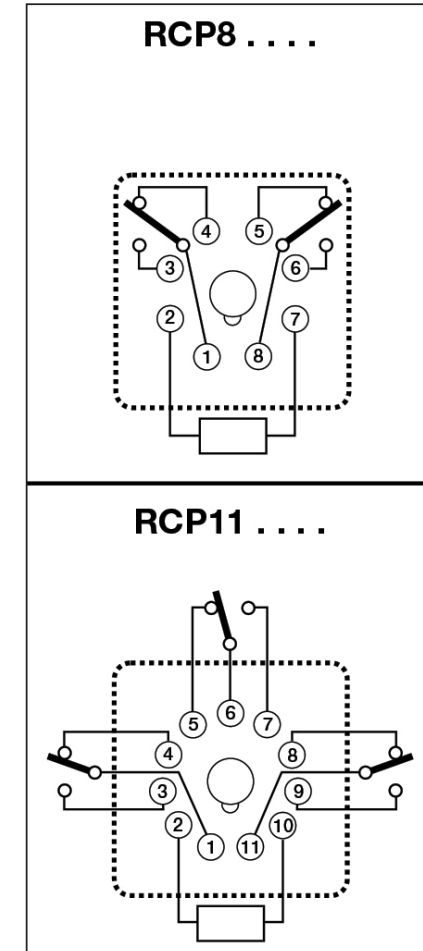 RCP8 . . . .
4 5
3 6
2 7
1 8
RCP11 . . . .
5 6 7
4 8
3 9
2 10
1 11